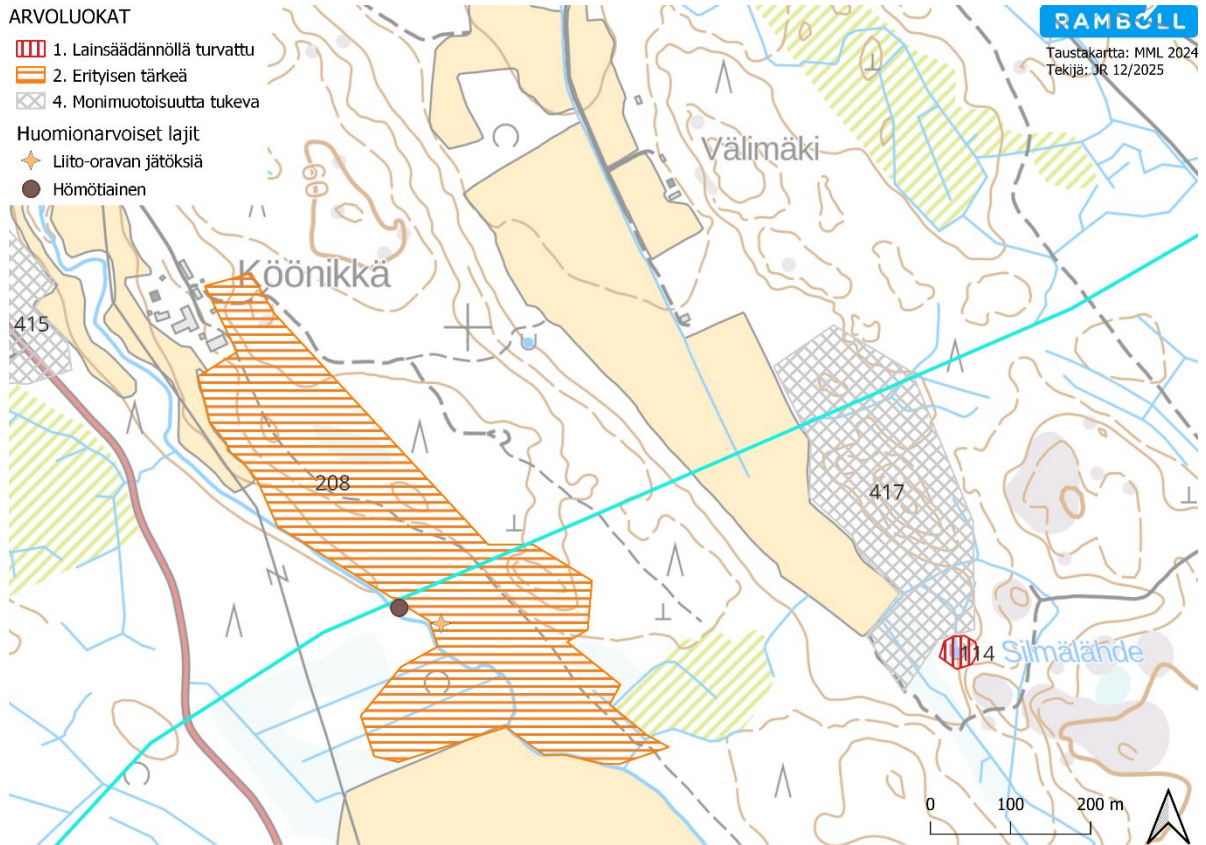 ARVOLUOKAT
1. Lainsäädännöllä turvattu
2. Erityisen tärkeä
4. Monimuotoisuutta tukeva
Huomionarvoiset lajit
Liito-oravan jätöksiä
Hömötiainen
RAMBOLL
Taustakartta: MML 2024
Tekijä: JR 12/2025
Välimäki
Köönikkä
415
208
417
114 Silmälähde
0 100 200 m